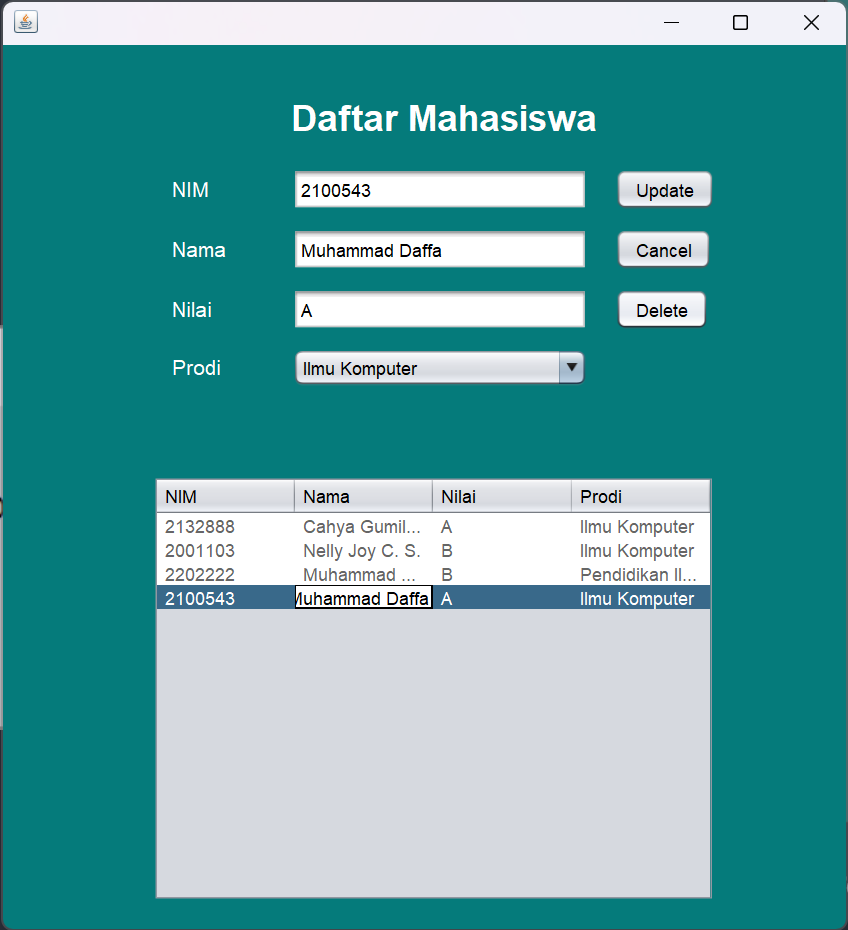 Daftar Mahasiswa
NIM 2100543 Update
Nama Muhammad Daffa Cancel
Nilai A Delete
Prodi Ilmu Komputer
NIM Nama Nilai Prodi
2132888 Cahya Gumil... A Ilmu Komputer
2001103 Nelly Joy C. S. B Ilmu Komputer
2202222 Muhammad ... B Pendidikan Il...
2100543 Muhammad Daffa A Ilmu Komputer